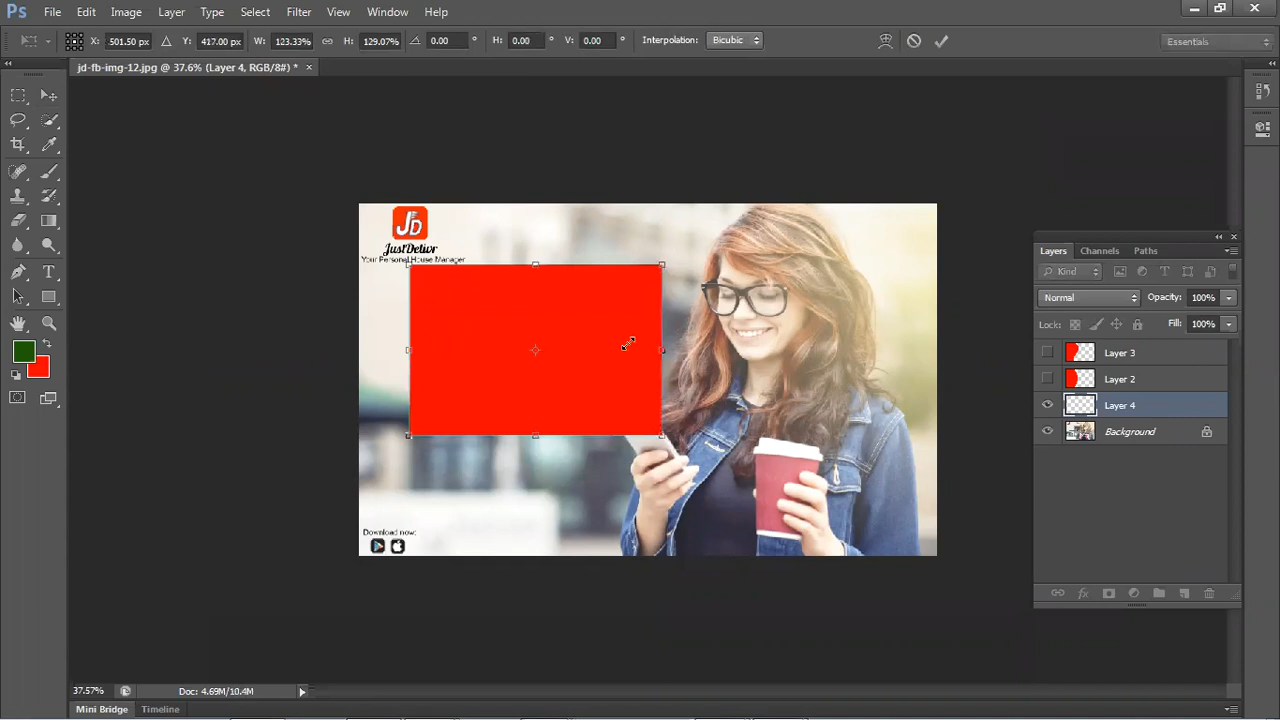 Ps File Edit Image Layer Type Select Filter View Window Help
X: 501.50 px Y: 417.00 px W: 123.33% H: 129.07% 0.00 ° H: 0.00 ° V: 0.00 ° Interpolation: Bicubic Essentials
jd-fb-img-12.jpg @ 37.6% (Layer 4, RGB/8#) * ×
JD
JustDelivr
Your Personal House Manager
Layers Channels Paths
Kind
Normal Opacity: 100%
Lock: Fill: 100%
Layer 3
Layer 2
Layer 4
Background
Download now:
37.57% Doc: 4.69M/10.4M
Mini Bridge Timeline